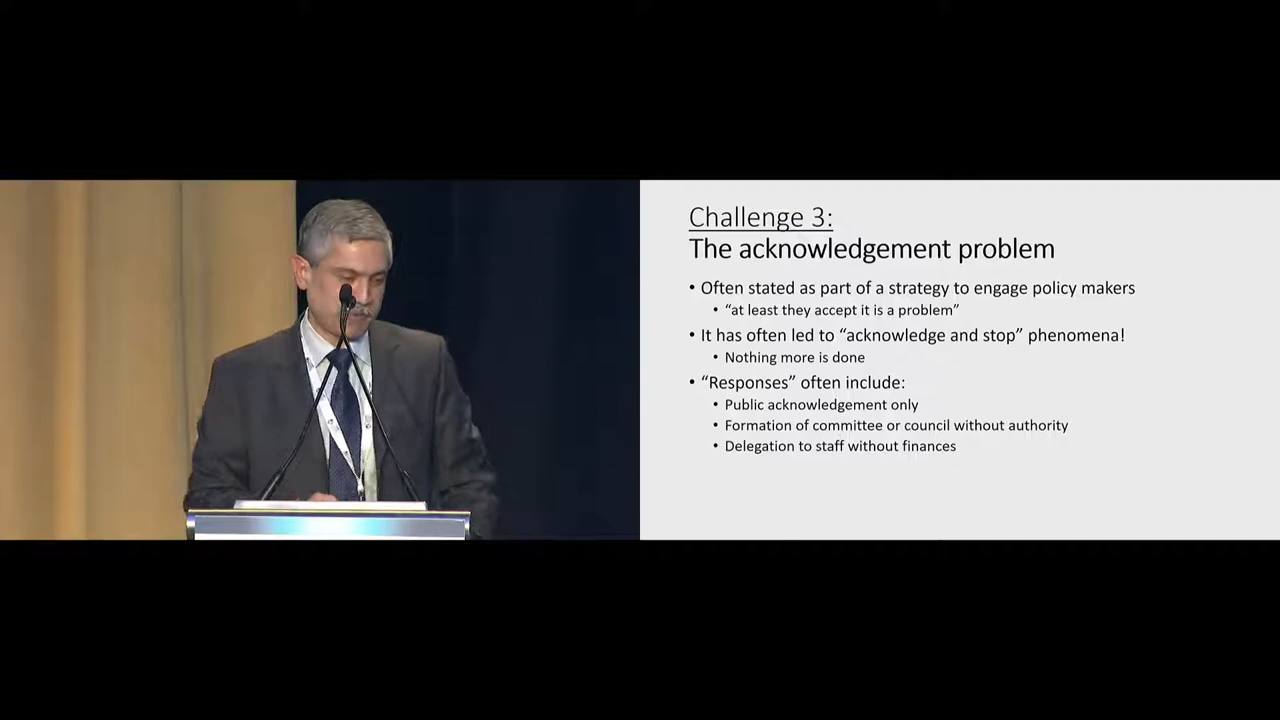 Challenge 3:
The acknowledgement problem
• Often stated as part of a strategy to engage policy makers
• “at least they accept it is a problem”
• It has often led to “acknowledge and stop” phenomena!
• Nothing more is done
• “Responses” often include:
• Public acknowledgement only
• Formation of committee or council without authority
• Delegation to staff without finances